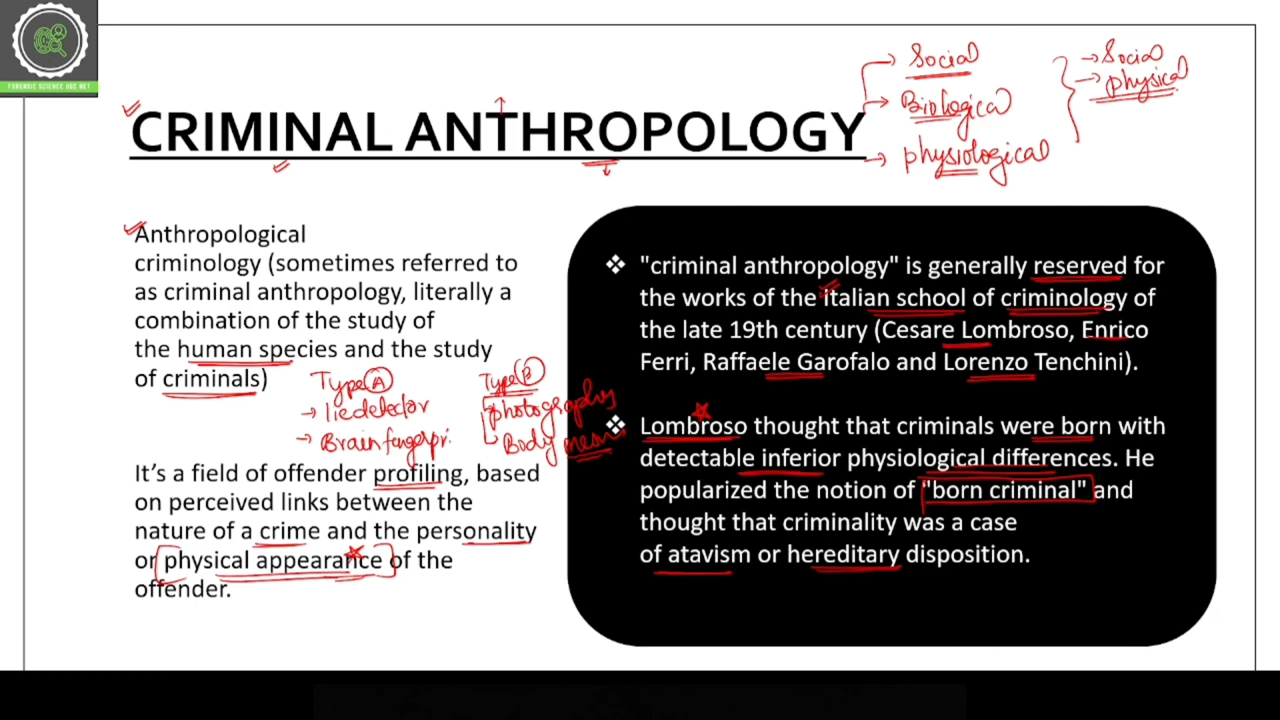 FORENSIC SCIENCE UGC NET
CRIMINAL ANTHROPOLOGY
Social
Biological
physiological
Social
physical
Anthropological
criminology (sometimes referred to
as criminal anthropology, literally a
combination of the study of
the human species and the study
of criminals)
Type A
lie detector
Brain fingerpr.
Type B
photography
Body
It's a field of offender profiling, based
on perceived links between the
nature of a crime and the personality
or physical appearance of the
offender.
❖ "criminal anthropology" is generally reserved for
the works of the italian school of criminology of
the late 19th century (Cesare Lombroso, Enrico
Ferri, Raffaele Garofalo and Lorenzo Tenchini).
❖ Lombroso thought that criminals were born with
detectable inferior physiological differences. He
popularized the notion of "born criminal" and
thought that criminality was a case
of atavism or hereditary disposition.